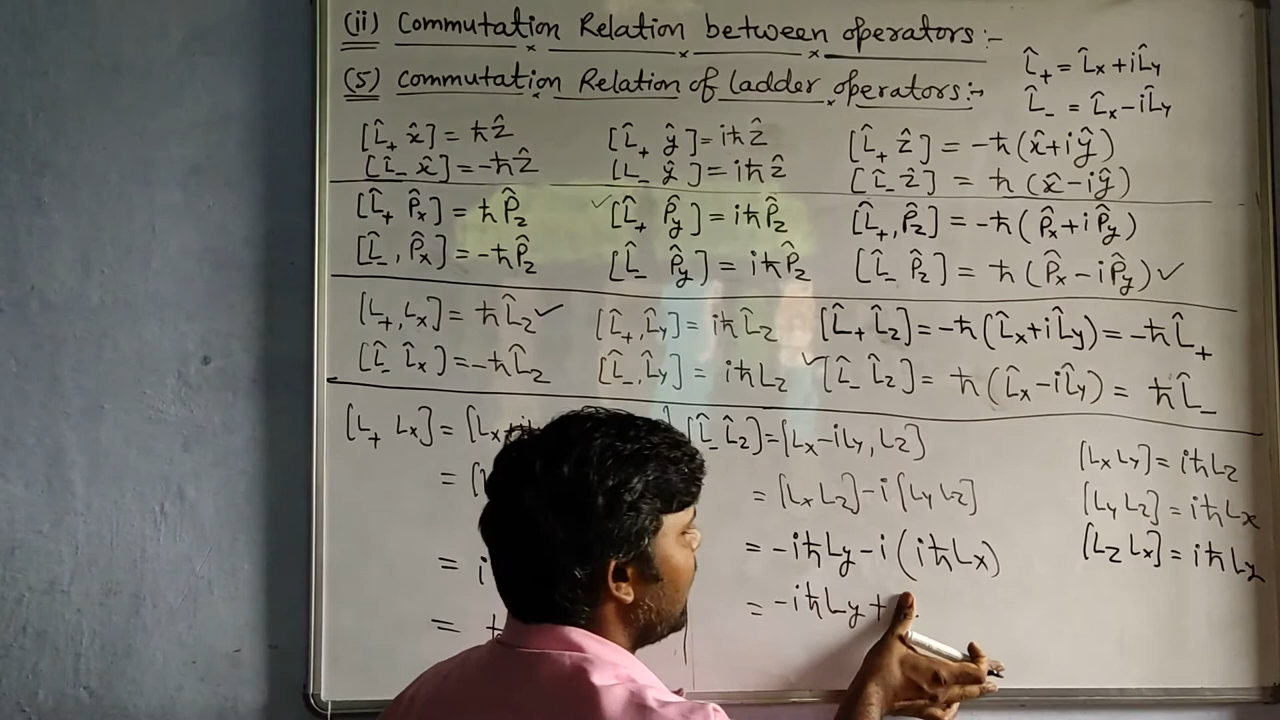 (ii) Commutation Relation between operators:-
(5) Commutation Relation of ladder operators:-
L̂₊ = L̂x + iL̂y
L̂₋ = L̂x - iL̂y
[L̂₊ x̂] = ħẑ [L̂₊ ŷ] = iħẑ [L̂₊ ẑ] = -ħ(x̂+iŷ)
[L̂₋ x̂] = -ħẑ [L₋ ŷ] = iħẑ [L̂₋ ẑ] = ħ(x̂-iŷ)
[L̂₊ P̂x] = ħP̂z ✓[L̂₊ P̂y] = iħP̂z [L̂₊, P̂z] = -ħ(P̂x+iP̂y)
[L̂₋, P̂x] = -ħP̂z [L̂₋ P̂y] = iħP̂z [L̂₋ P̂z] = ħ(P̂x-iP̂y) ✓
[L₊, Lx] = ħL̂z ✓ [L̂₊, L̂y] = iħL̂z [L̂₊ L̂z] = -ħ(L̂x+iL̂y) = -ħL̂₊
[L̂₋ L̂x] = -ħL̂z [L̂₋, L̂y] = iħLz ✓[L̂₋ L̂z] = ħ(L̂x-iL̂y) = ħL̂₋
[L₊ Lx] = [Lx+i
= [
= i
= ħ
[L̂₋ L̂z] = [Lx-iLy, Lz]
= [Lx Lz] - i[Ly Lz]
= -iħLy - i(iħLx)
= -iħLy +
[Lx Ly] = iħLz
[Ly Lz] = iħLx
[Lz Lx] = iħLy